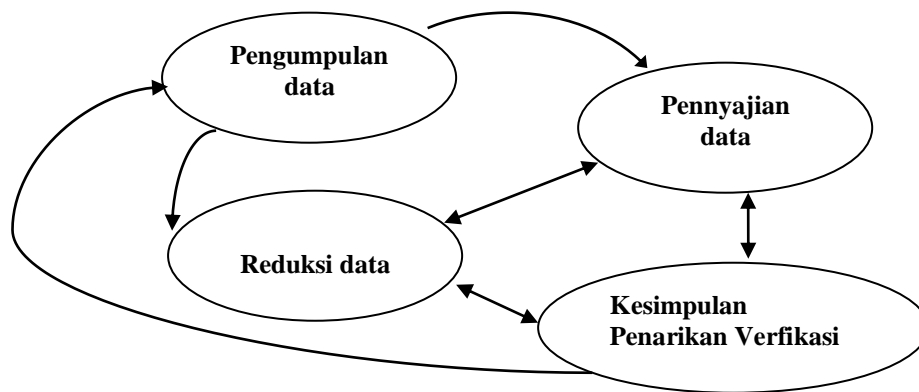 Pengumpulan
data
Pennyajian
data
Reduksi data
Kesimpulan
Penarikan Verfikasi